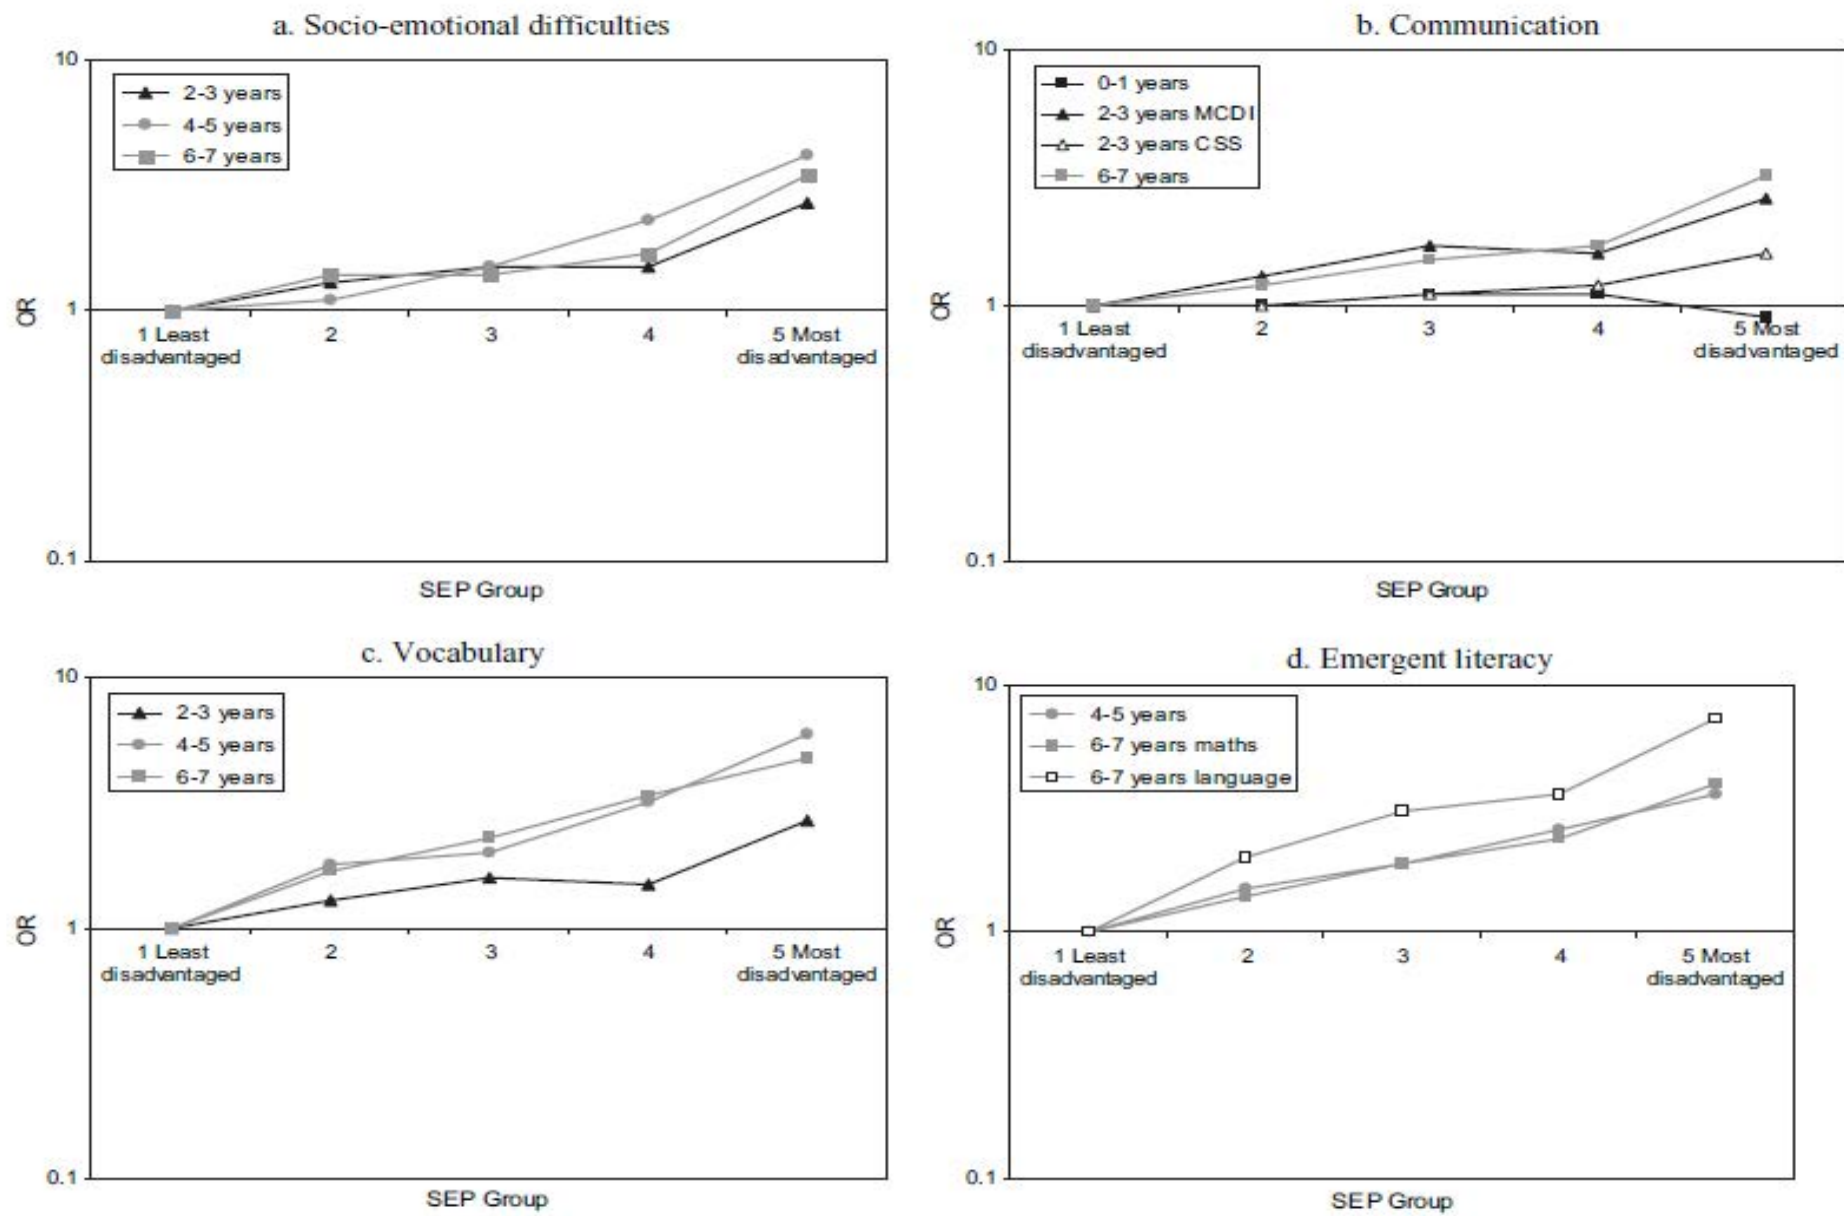 a. Socio-emotional difficulties
10
2-3 years
4-5 years
6-7 years
OR
1
1 Least
disadvantaged
2
3
4
5 Most
disadvantaged
0.1
SEP Group
b. Communication
10
0-1 years
2-3 years MCDI
2-3 years CSS
6-7 years
OR
1
1 Least
disadvantaged
2
3
4
5 Most
disadvantaged
0.1
SEP Group
c. Vocabulary
10
2-3 years
4-5 years
6-7 years
OR
1
1 Least
disadvantaged
2
3
4
5 Most
disadvantaged
0.1
SEP Group
d. Emergent literacy
10
4-5 years
6-7 years maths
6-7 years language
OR
1
1 Least
disadvantaged
2
3
4
5 Most
disadvantaged
0.1
SEP Group